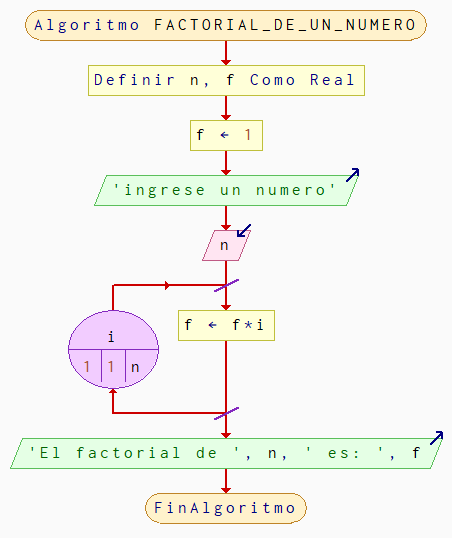 Algoritmo FACTORIAL_DE_UN_NUMERO
Definir n, f Como Real
f ← 1
'ingrese un numero'
n
i
1 1 n
f ← f*i
'El factorial de ', n, ' es: ', f
FinAlgoritmo